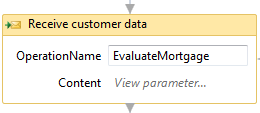 Receive customer data
OperationName EvaluateMortgage
Content View parameter...